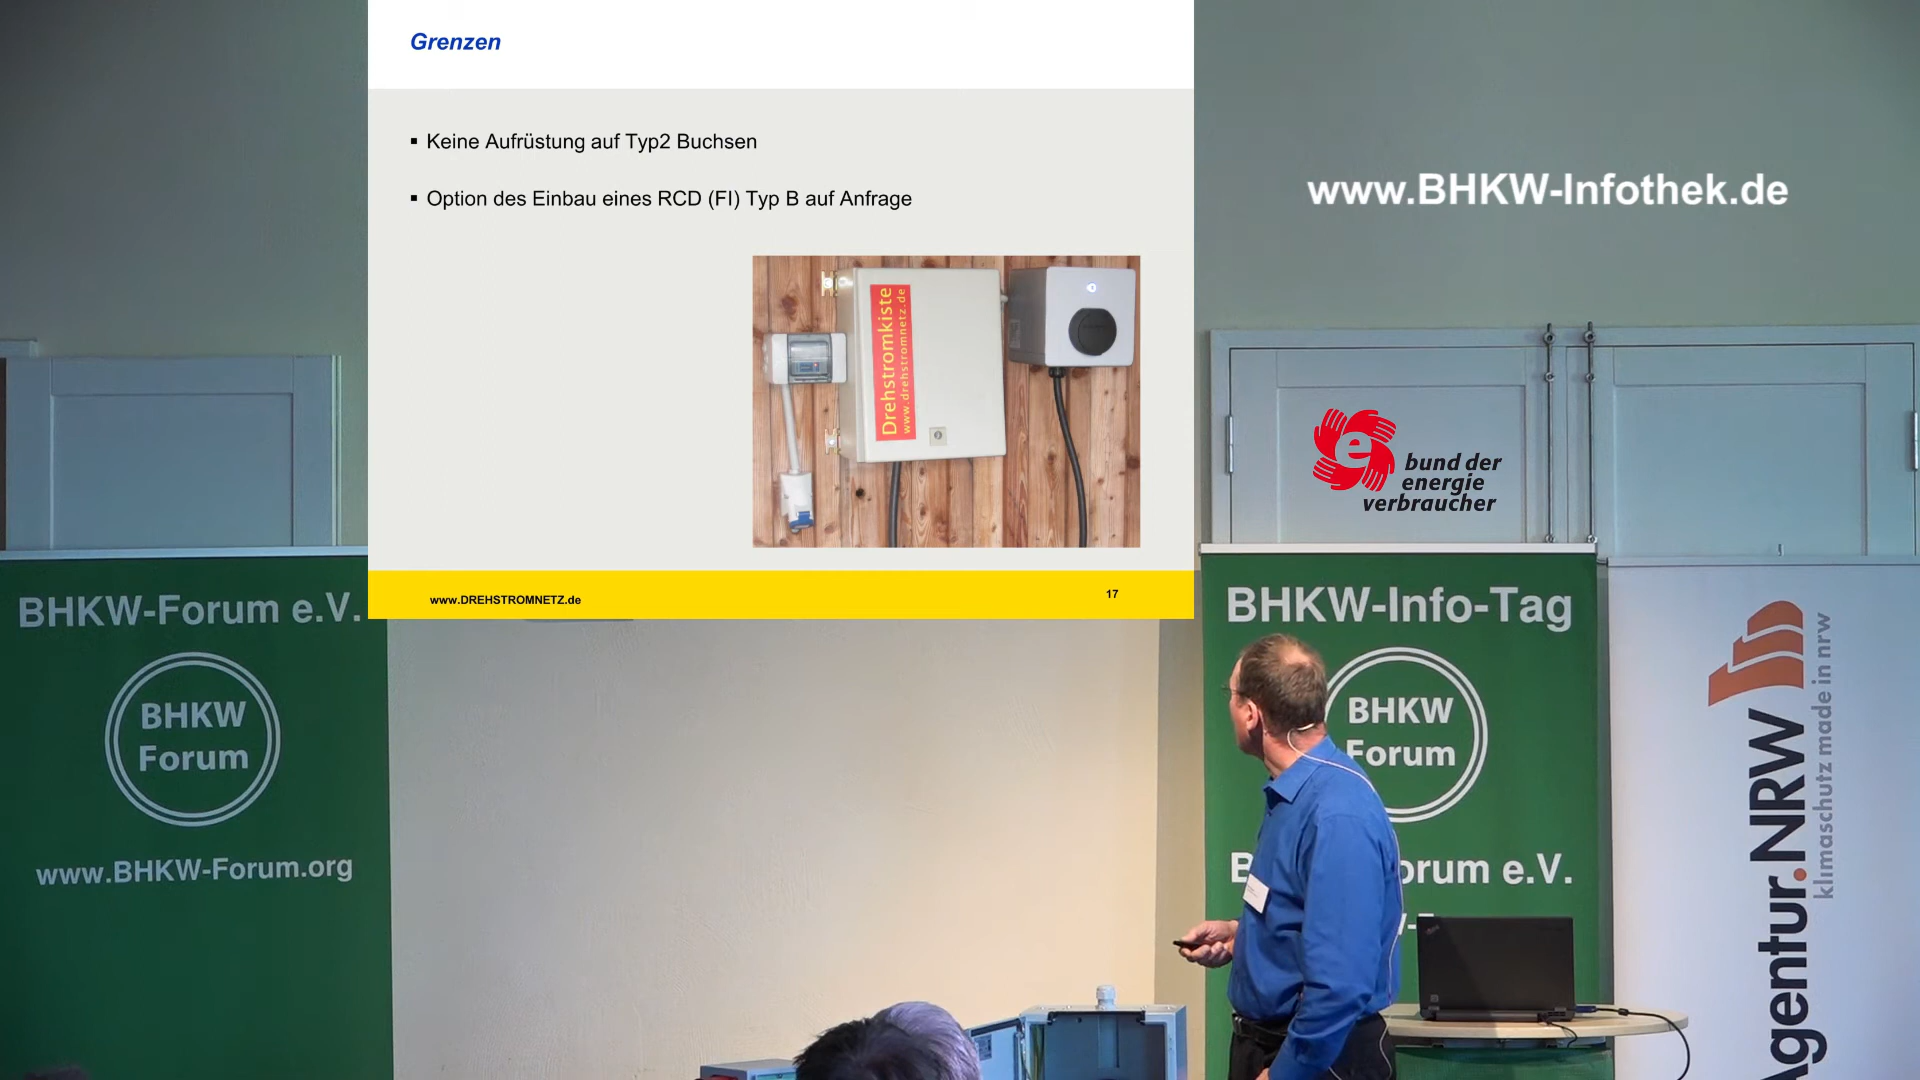 Grenzen
▪ Keine Aufrüstung auf Typ2 Buchsen
▪ Option des Einbau eines RCD (FI) Typ B auf Anfrage
Drehstromkiste
www.drehstromnetz.de
www.DREHSTROMNETZ.de
17
www.BHKW-Infothek.de
e
bund der
energie
verbraucher
BHKW-Forum e.V.
BHKW
Forum
www.BHKW-Forum.org
BHKW-Info-Tag
BHKW
Forum
B orum e.V.
Agentur.NRW
klimaschutz made in nrw